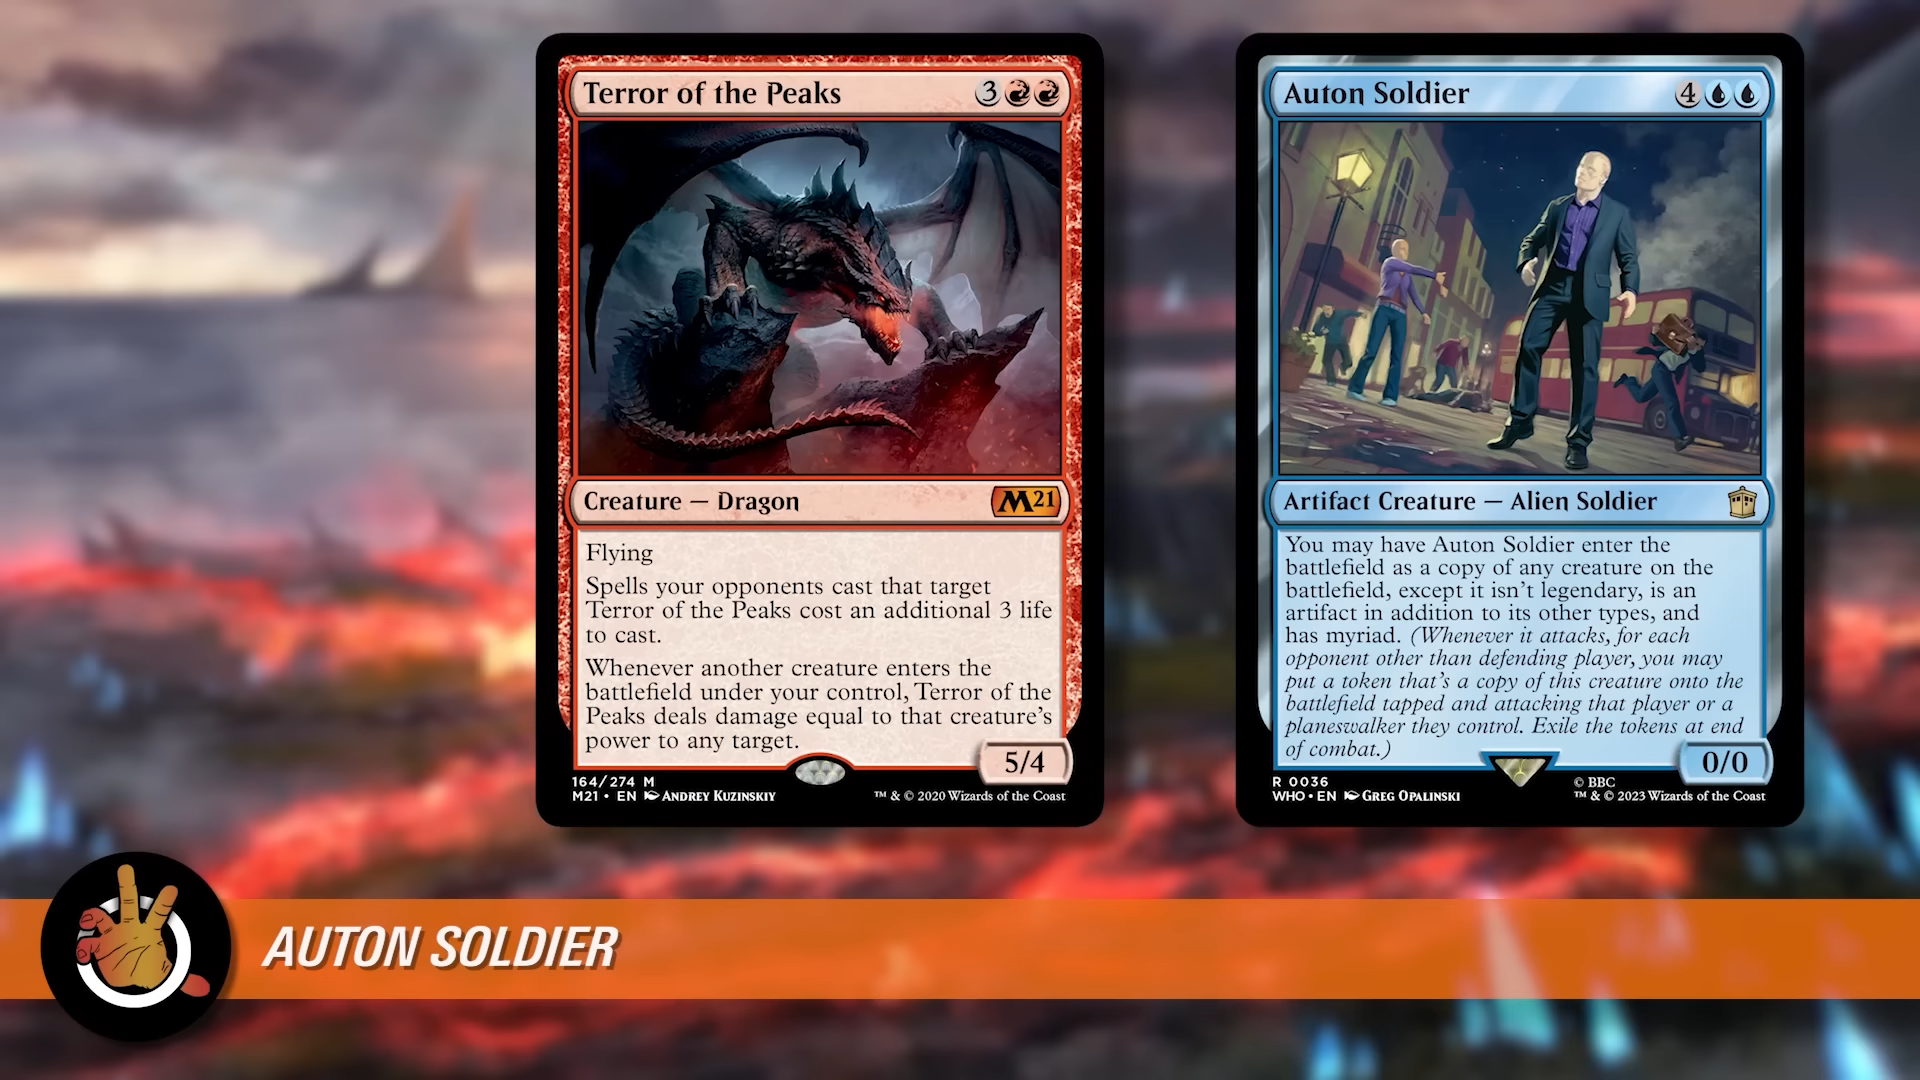 Terror of the Peaks
3
Creature — Dragon
M21
Flying
Spells your opponents cast that target
Terror of the Peaks cost an additional 3 life
to cast.
Whenever another creature enters the
battlefield under your control, Terror of the
Peaks deals damage equal to that creature's
power to any target.
5/4
164/274 M
M21 • EN ANDREY KUZINSKIY
™ & © 2020 Wizards of the Coast
Auton Soldier
4
Artifact Creature — Alien Soldier
You may have Auton Soldier enter the
battlefield as a copy of any creature on the
battlefield, except it isn't legendary, is an
artifact in addition to its other types, and
has myriad. (Whenever it attacks, for each
opponent other than defending player, you may
put a token that's a copy of this creature onto the
battlefield tapped and attacking that player or a
planeswalker they control. Exile the tokens at end
of combat.)
0/0
R 0036
WHO • EN GREG OPALINSKI
© BBC
™ & © 2023 Wizards of the Coast
AUTON SOLDIER